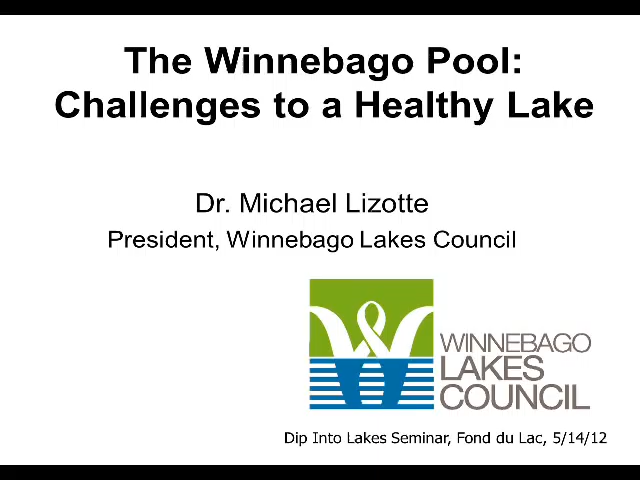 The Winnebago Pool:
Challenges to a Healthy Lake
Dr. Michael Lizotte
President, Winnebago Lakes Council
WINNEBAGO
LAKES
COUNCIL
Dip Into Lakes Seminar, Fond du Lac, 5/14/12